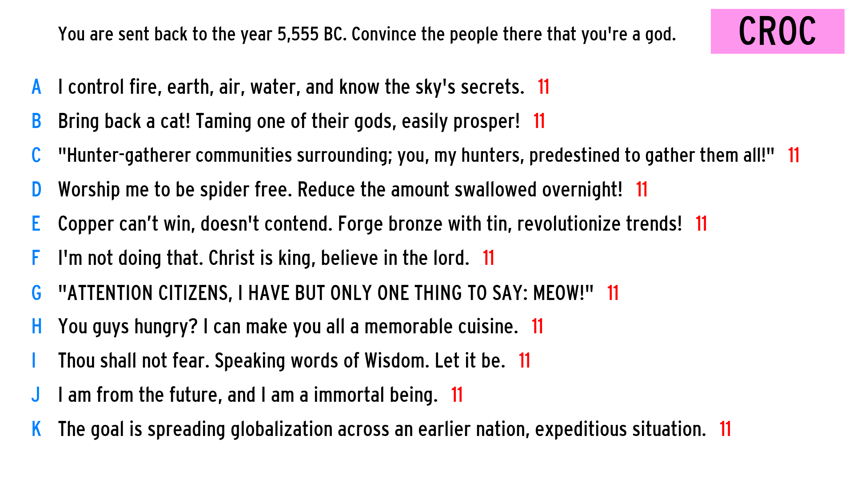 You are sent back to the year 5,555 BC. Convince the people there that you're a god.
CROC
A I control fire, earth, air, water, and know the sky's secrets. 11
B Bring back a cat! Taming one of their gods, easily prosper! 11
C "Hunter-gatherer communities surrounding; you, my hunters, predestined to gather them all!" 11
D Worship me to be spider free. Reduce the amount swallowed overnight! 11
E Copper can’t win, doesn't contend. Forge bronze with tin, revolutionize trends! 11
F I'm not doing that. Christ is king, believe in the lord. 11
G "ATTENTION CITIZENS, I HAVE BUT ONLY ONE THING TO SAY: MEOW!" 11
H You guys hungry? I can make you all a memorable cuisine. 11
I Thou shall not fear. Speaking words of Wisdom. Let it be. 11
J I am from the future, and I am a immortal being. 11
K The goal is spreading globalization across an earlier nation, expeditious situation. 11